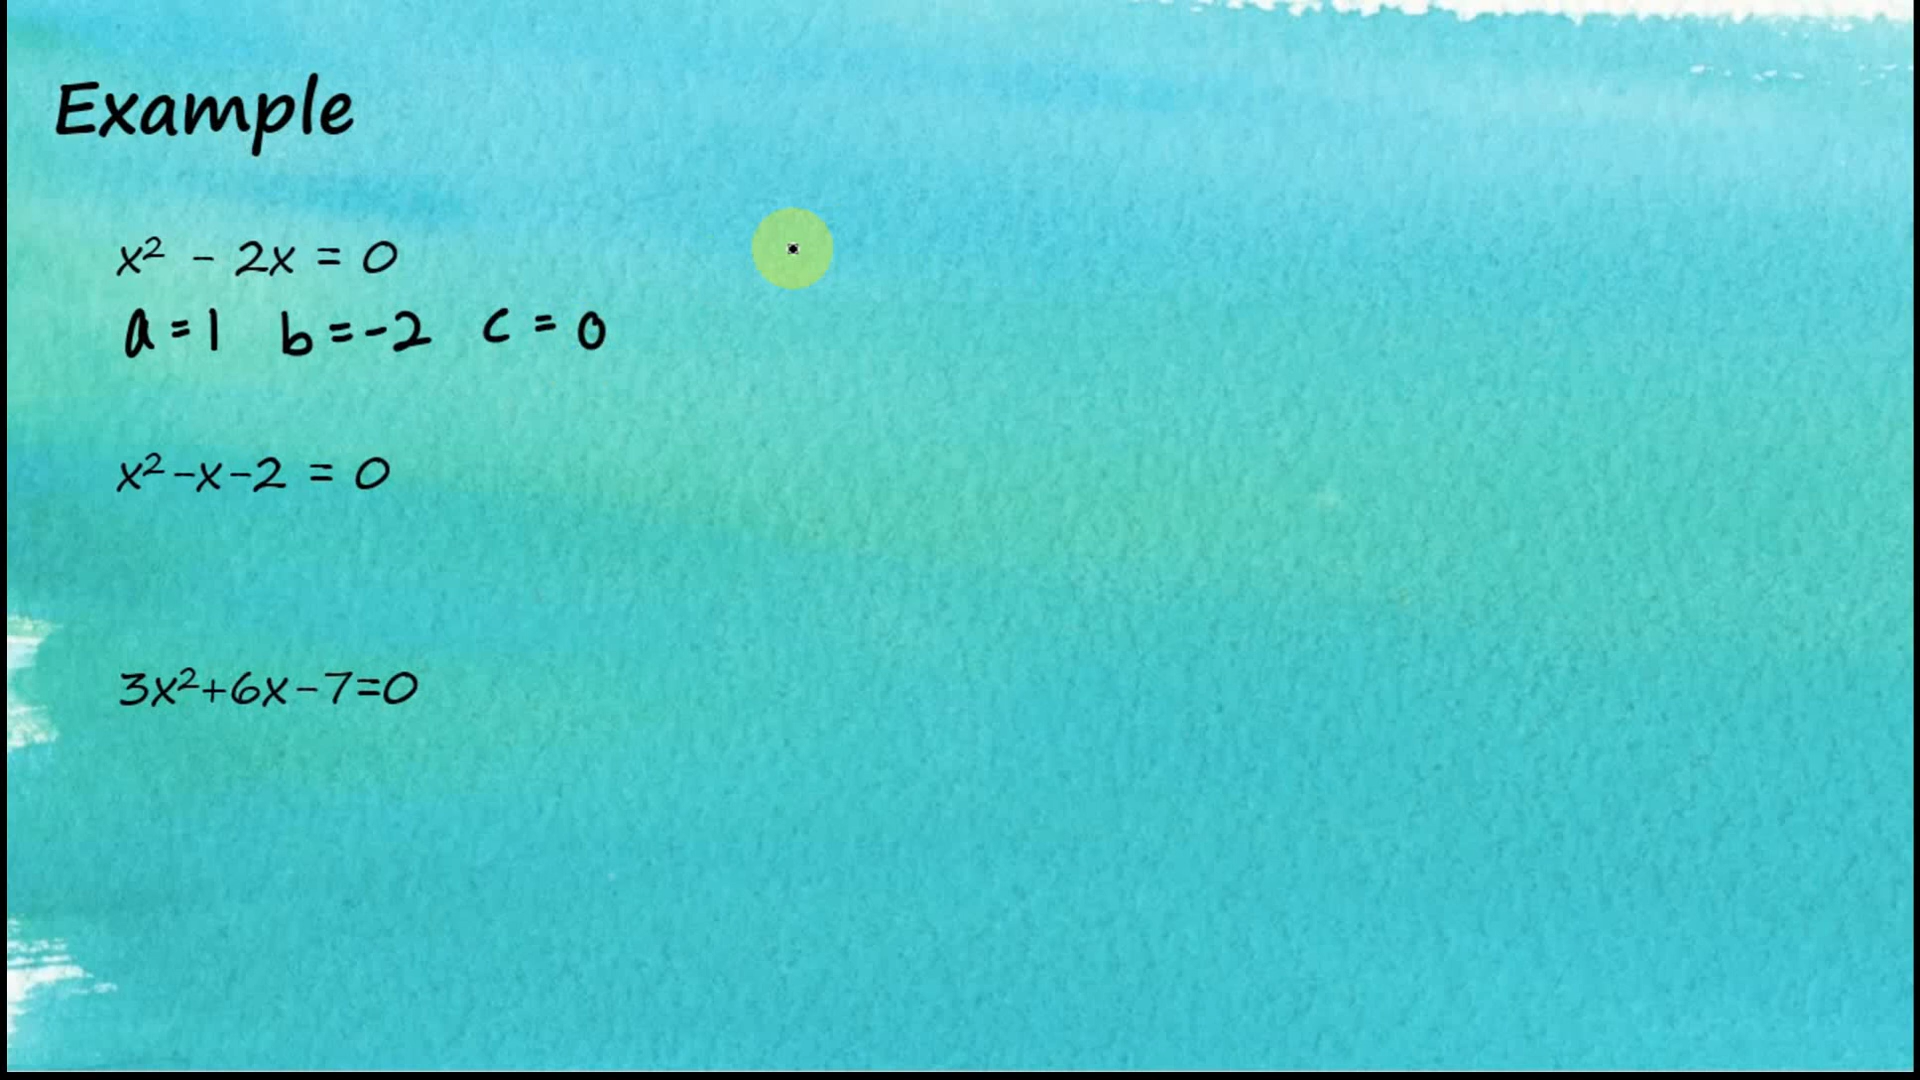 Example
x² - 2x = 0
a = 1 b = -2 c = 0
x²-x-2 = 0
3x²+6x-7=0